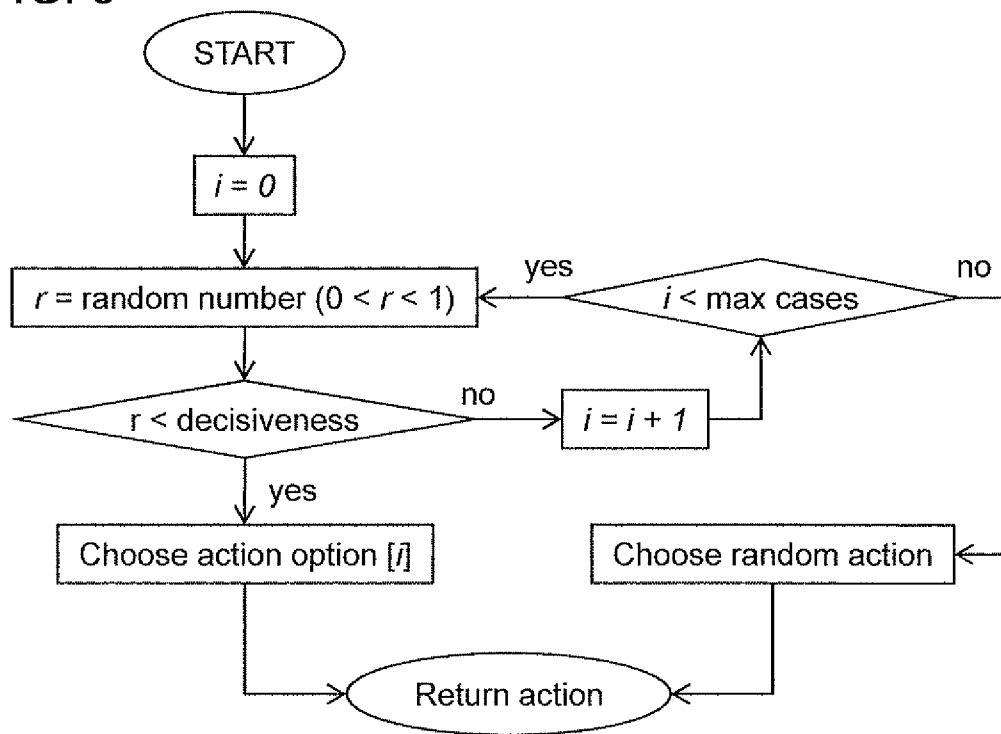 START
i = 0
r = random number (0 < r < 1)
yes
i < max cases
no
r < decisiveness
no
i = i + 1
yes
Choose action option [i]
Choose random action
Return action